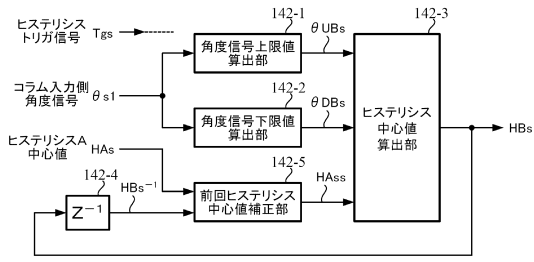 ヒステリシス
トリガ信号 Tgs
142-1
角度信号上限値
算出部
θUBs
142-3
コラム入力側
角度信号 θs1
142-2
角度信号下限値
算出部
θDBs
ヒステリシス
中心値
算出部
HBs
ヒステリシスA
中心値 HAs
142-4
Z⁻¹
HBs⁻¹
142-5
前回ヒステリシス
中心値補正部
HAss